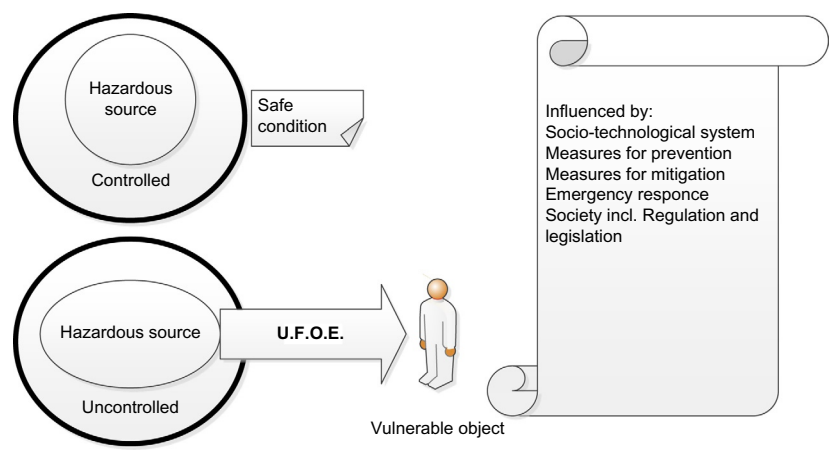 Hazardous
source
Controlled
Safe
condition
Hazardous source
Uncontrolled
U.F.O.E.
Vulnerable object
Influenced by:
Socio-technological system
Measures for prevention
Measures for mitigation
Emergency responce
Society incl. Regulation and
legislation